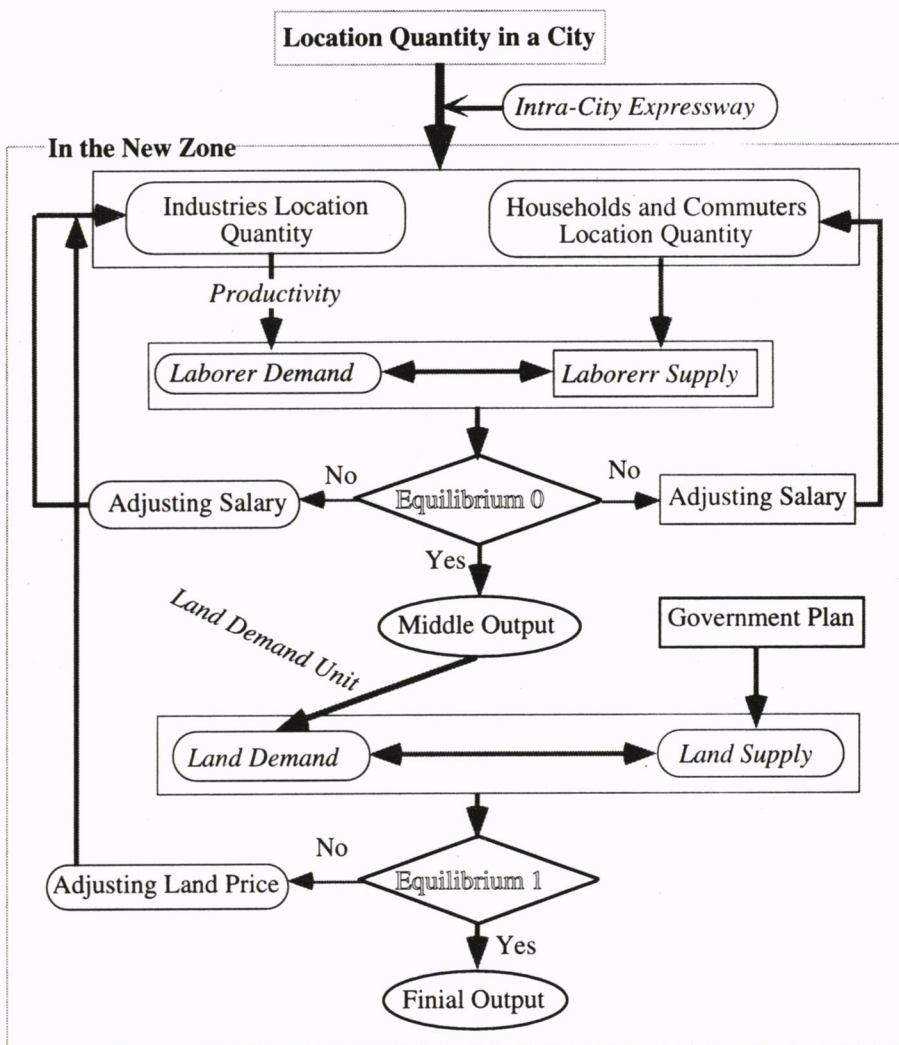 Location Quantity in a City
Intra-City Expressway
In the New Zone
Industries Location
Quantity
Households and Commuters
Location Quantity
Productivity
Laborer Demand
Laborerr Supply
No
No
Adjusting Salary
Equilibrium 0
Adjusting Salary
Yes
Land Demand Unit
Middle Output
Government Plan
Land Demand
Land Supply
No
Adjusting Land Price
Equilibrium 1
Yes
Finial Output